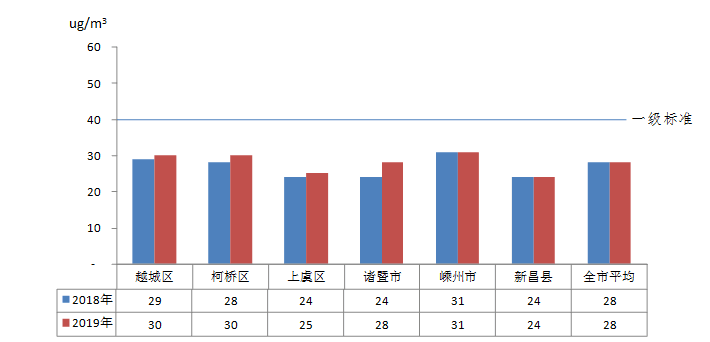 ug/m³
60
50
40
一级标准
30
20
10
-
越城区 柯桥区 上虞区 诸暨市 嵊州市 新昌县 全市平均
2018年 29 28 24 24 31 24 28
2019年 30 30 25 28 31 24 28